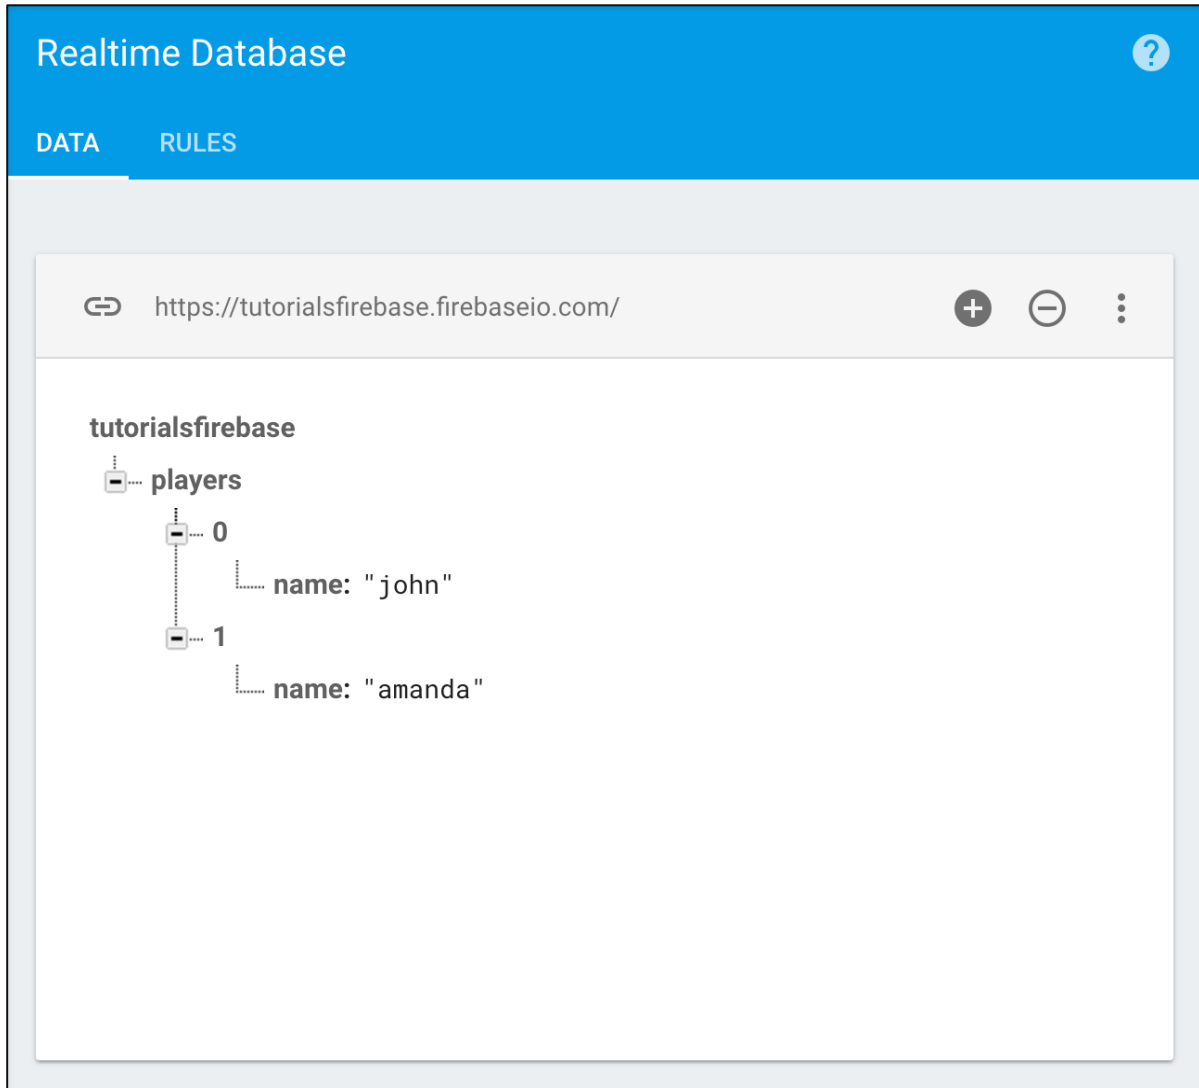 Realtime Database
?
DATA RULES
https://tutorialsfirebase.firebaseio.com/
tutorialsfirebase
players
0
name: "john"
1
name: "amanda"